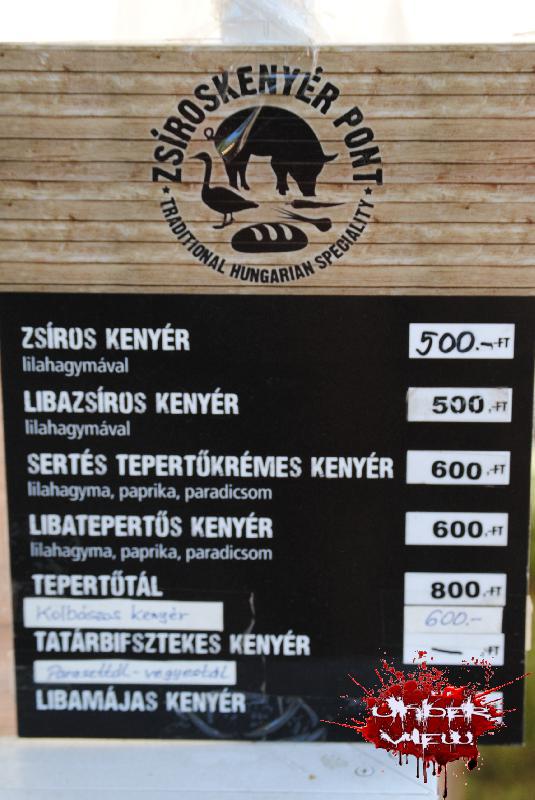 ZSÍROSKENYÉR PONT
TRADITIONAL HUNGARIAN SPECIALITY
ZSÍROS KENYÉR 500.-FT
lilahagymával
LIBAZSÍROS KENYÉR 500.-FT
lilahagymával
SERTÉS TEPERTŐKRÉMES KENYÉR 600.-FT
lilahagyma, paprika, paradicsom
LIBATEPERTŐS KENYÉR 600.-FT
lilahagyma, paprika, paradicsom
TEPERTŐTÁL 800.-FT
Kolbászos kenyér 600.-
TATÁRBIFSZTEKES KENYÉR — -FT
LIBAMÁJAS KENYÉR
VIEW